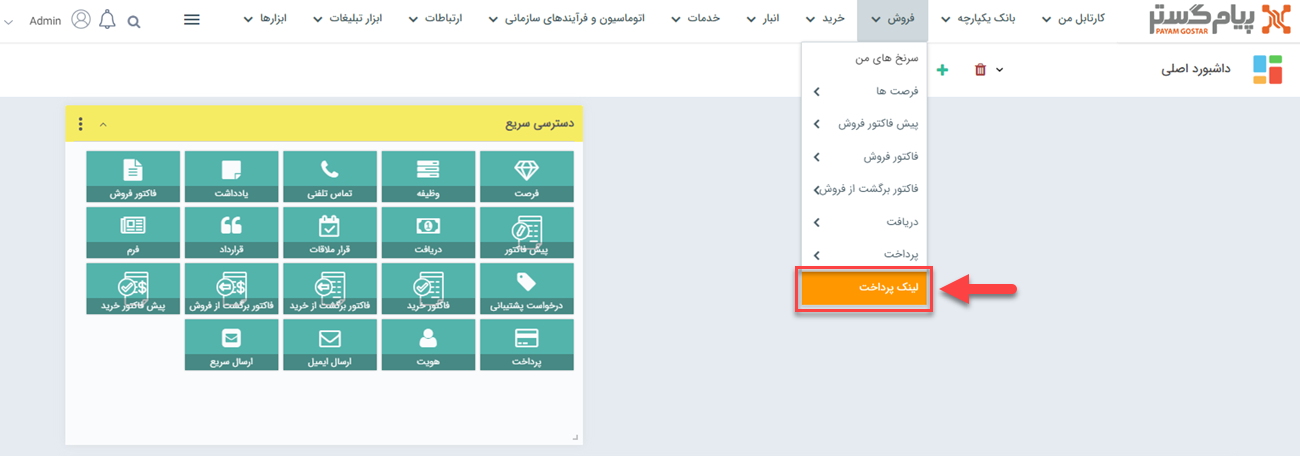 پیام گستر
PAYAM GOSTAR
کارتابل من
بانک یکپارچه
فروش
خرید
انبار
خدمات
اتوماسیون و فرآیندهای سازمانی
ارتباطات
ابزار تبلیغات
ابزارها
Admin
داشبورد اصلی
سرنخ های من
فرصت ها
پیش فاکتور فروش
فاکتور فروش
فاکتور برگشت از فروش
دریافت
پرداخت
لینک پرداخت
دسترسی سریع
فرصت
وظیفه
تماس تلفنی
یادداشت
فاکتور فروش
پیش فاکتور
دریافت
قرار ملاقات
قرارداد
فرم
درخواست پشتیبانی
فاکتور خرید
فاکتور برگشت از خرید
فاکتور برگشت از فروش
پیش فاکتور خرید
پرداخت
هویت
ارسال ایمیل
ارسال سریع